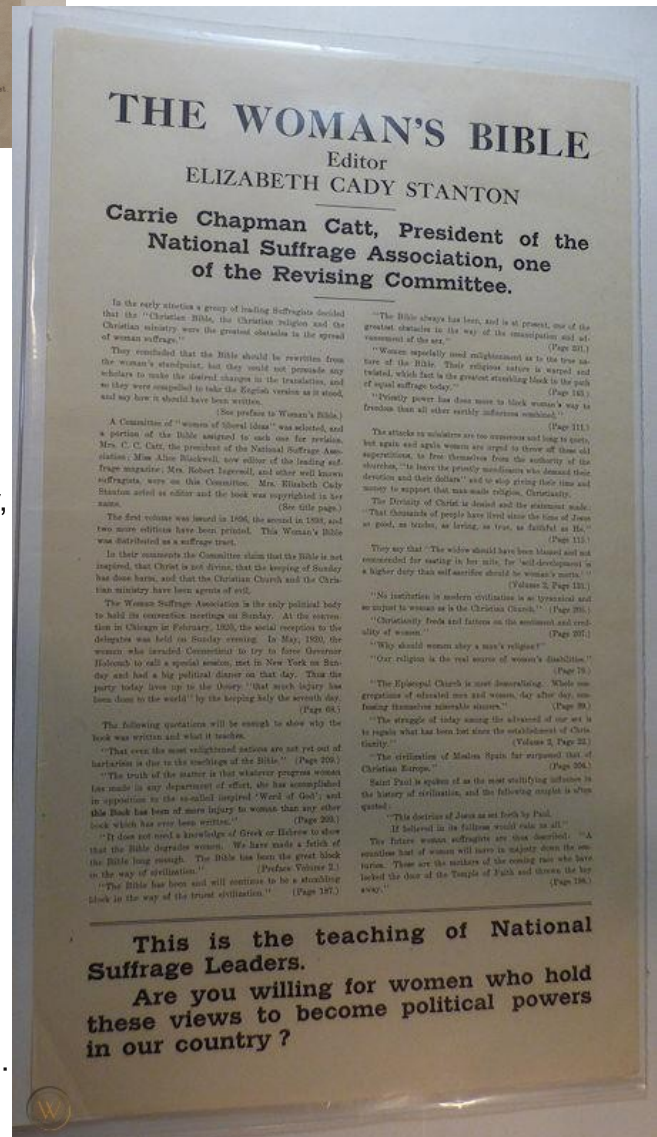 THE WOMAN'S BIBLE
Editor
ELIZABETH CADY STANTON
Carrie Chapman Catt, President of the
National Suffrage Association, one
of the Revising Committee.
In the early nineties a group of leading Suffragists decided
that the "Christian Bible, the Christian religion and the
Christian ministry were the greatest obstacles to the spread
of woman suffrage."
They concluded that the Bible should be rewritten from
the woman's standpoint, but they could not persuade any
scholars to make the desired changes in the translation, and
so they were compelled to take the English version as it stood,
and say how it should have been written.
(See preface to Woman's Bible.)
A Committee of "women of liberal ideas" was selected, and
a portion of the Bible assigned to each one for revision.
Mrs. C. C. Catt, the president of the National Suffrage Asso-
ciation; Miss Alice Blackwell, now editor of the leading suf-
frage magazine; Mrs. Robert Ingersoll, and other well known
suffragists, were on this Committee. Mrs. Elizabeth Cady
Stanton acted as editor and the book was copyrighted in her
name. (See title page.)
The first volume was issued in 1896, the second in 1898, and
two more editions have been printed. This Woman's Bible
was distributed as a suffrage tract.
In their comments the Committee claim that the Bible is not
inspired, that Christ is not divine, that the keeping of Sunday
has done harm, and that the Christian Church and the Chris-
tian ministry have been agents of evil.
The Woman Suffrage Association is the only political body
to hold its convention meetings on Sunday. At the conven-
tion in Chicago in February, 1920, the social reception to the
delegates was held on Sunday evening. In May, 1920, the
women who invaded Connecticut to try to force Governor
Holcomb to call a special session, met in New York on Sun-
day and had a big political dinner on that day. Thus the
party today lives up to the theory "that much injury has
been done to the world" by the keeping holy the seventh day.
(Page 68.)
The following quotations will be enough to show why the
book was written and what it teaches.
"That even the most enlightened nations are not yet out of
barbarism is due to the teachings of the Bible." (Page 209.)
"The truth of the matter is that whatever progress woman
has made in any department of effort, she has accomplished
in opposition to the so-called inspired 'Word of God'; and
this Book has been of more injury to woman than any other
book which has ever been written." (Page 203.)
"It does not need a knowledge of Greek or Hebrew to show
that the Bible degrades women. We have made a fetich of
the Bible long enough. The Bible has been the great block
in the way of civilization." (Preface Volume 2.)
"The Bible has been and will continue to be a stumbling
block in the way of the truest civilization." (Page 187.)
"The Bible always has been, and is at present, one of the
greatest obstacles in the way of the emancipation and ad-
vancement of the sex." (Page 201.)
"Women especially need enlightenment as to the true na-
ture of the Bible. Their religious nature is warped and
twisted, which fact is the greatest stumbling block in the path
of equal suffrage today." (Page 163.)
"Priestly power has done more to block woman's way to
freedom than all other earthly influences combined."
(Page 111.)
The attacks on ministers are too numerous and long to quote,
but again and again women are urged to throw off these old
superstitions, to free themselves from the authority of the
churches, "to leave the priestly mendicants who demand their
devotion and their dollars" and to stop giving their time and
money to support that man-made religion, Christianity.
The Divinity of Christ is denied and the statement made:
"That thousands of people have lived since the time of Jesus
as good, as tender, as loving, as true, as faithful as He."
(Page 115.)
They say that "The widow should have been blamed and not
commended for casting in her mite, for 'self-development is
a higher duty than self-sacrifice should be woman's motto.'"
(Volume 2, Page 131.)
"No institution in modern civilization is so tyrannical and
so unjust to woman as is the Christian Church." (Page 205.)
"Christianity feeds and fattens on the sentiment and cred-
ulity of women." (Page 207.)
"Why should women obey a man's religion?"
"Our religion is the real source of women's disabilities."
(Page 76.)
"The Episcopal Church is most demoralizing. Whole con-
gregations of educated men and women, day after day, con-
fessing themselves miserable sinners." (Page 89.)
"The struggle of today among the advanced of our sex is
to regain what has been lost since the establishment of Chris-
tianity." (Volume 2, Page 22.)
"The civilization of Moslem Spain far surpassed that of
Christian Europe." (Page 204.)
Saint Paul is spoken of as the most stultifying influence in
the history of civilization, and the following couplet is often
quoted:
"This doctrine of Jesus as set forth by Paul,
If believed in its fullness would ruin us all."
The future woman suffragists are thus described: "A
countless host of women will move in majesty down the cen-
turies. These are the mothers of the coming race who have
locked the door of the Temple of Faith and thrown the key
away." (Page 198.)
This is the teaching of National
Suffrage Leaders.
Are you willing for women who hold
these views to become political powers
in our country?
W